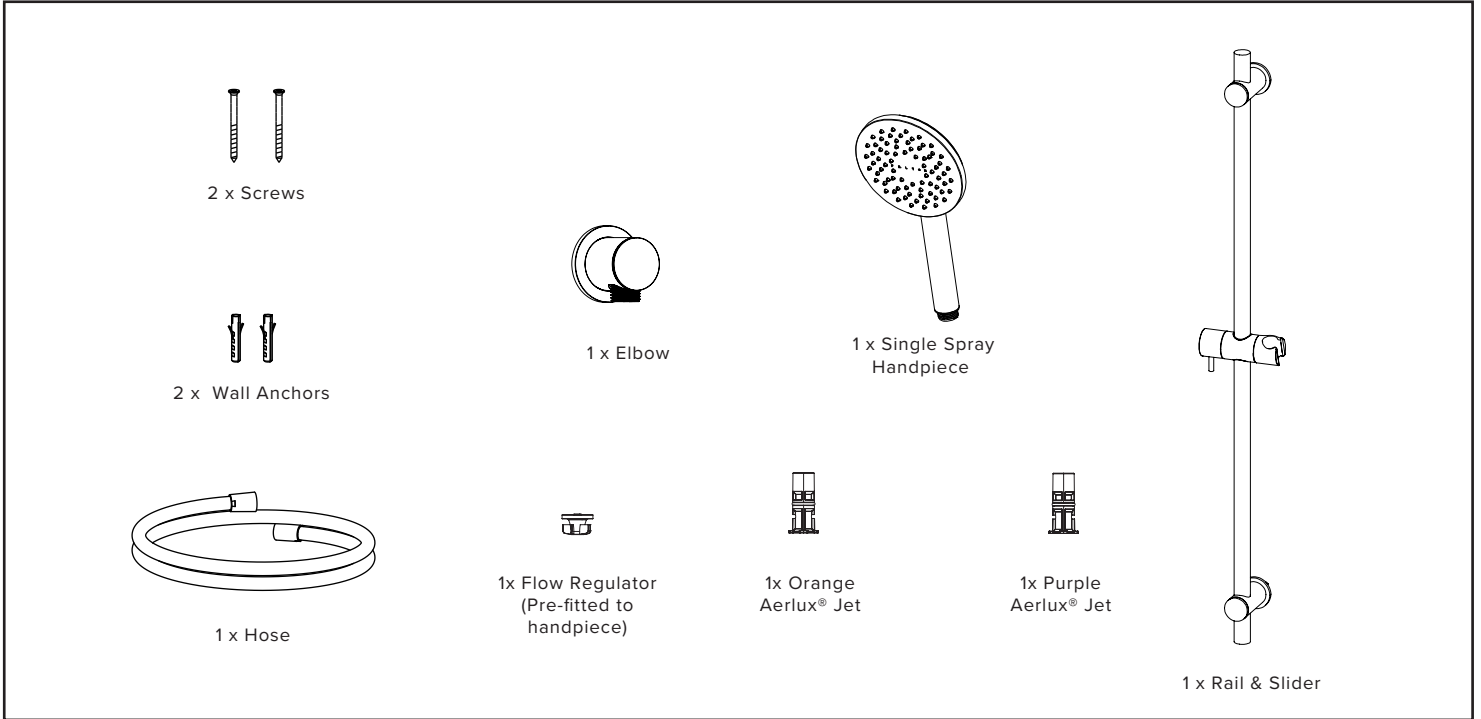 2 x Screws
2 x Wall Anchors
1 x Hose
1 x Elbow
1x Flow Regulator
(Pre-fitted to
handpiece)
1 x Single Spray
Handpiece
1x Orange
Aerlux® Jet
1x Purple
Aerlux® Jet
1 x Rail & Slider